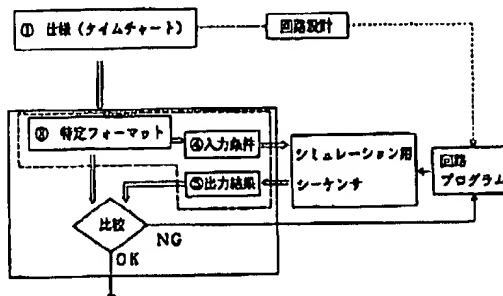 ① 仕様(タイムチャート)
回路設計
② 特定フォーマット
④入力条件
シミュレーション用
シーケンサ
⑤出力結果
回路
プログラム
比較
NG
OK